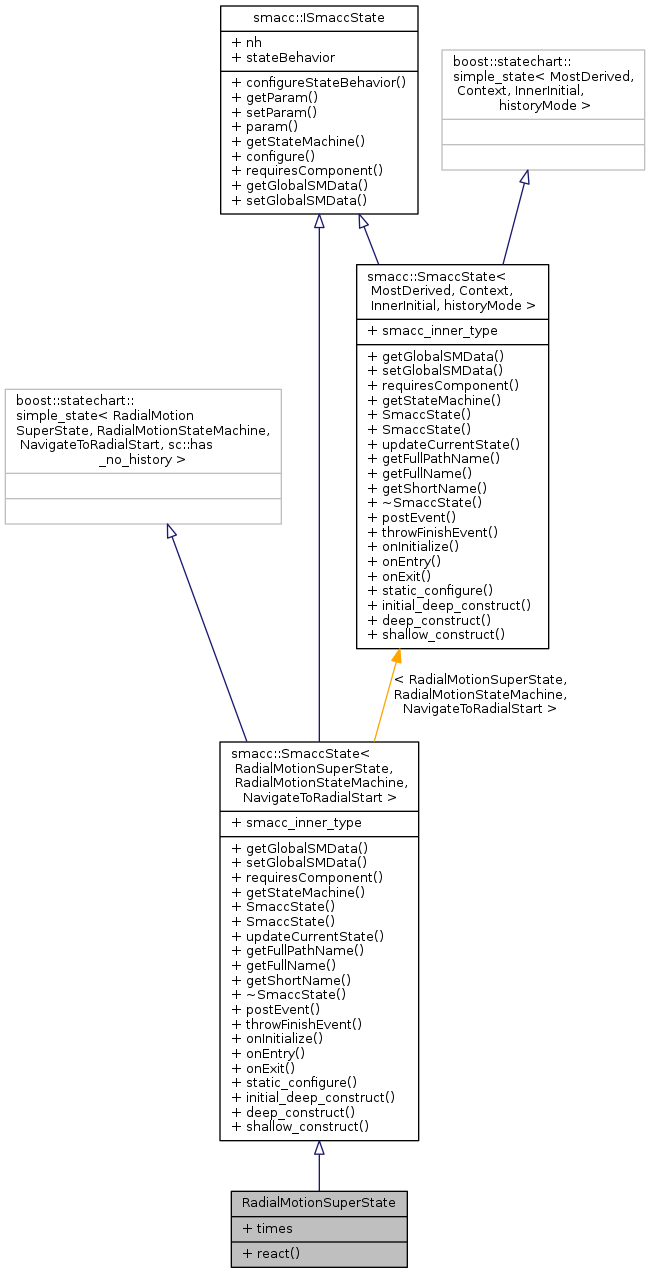 smacc::ISmaccState
+ nh
+ stateBehavior
+ configureStateBehavior()
+ getParam()
+ setParam()
+ param()
+ getStateMachine()
+ configure()
+ requiresComponent()
+ getGlobalSMData()
+ setGlobalSMData()
boost::statechart::
simple_state< MostDerived,
Context, InnerInitial,
historyMode >
smacc::SmaccState<
MostDerived, Context,
InnerInitial, historyMode >
+ smacc_inner_type
+ getGlobalSMData()
+ setGlobalSMData()
+ requiresComponent()
+ getStateMachine()
+ SmaccState()
+ SmaccState()
+ updateCurrentState()
+ getFullPathName()
+ getFullName()
+ getShortName()
+ ~SmaccState()
+ postEvent()
+ throwFinishEvent()
+ onInitialize()
+ onEntry()
+ onExit()
+ static_configure()
+ initial_deep_construct()
+ deep_construct()
+ shallow_construct()
boost::statechart::
simple_state< RadialMotion
SuperState, RadialMotionStateMachine,
NavigateToRadialStart, sc::has
_no_history >
< RadialMotionSuperState,
RadialMotionStateMachine,
NavigateToRadialStart >
smacc::SmaccState<
RadialMotionSuperState,
RadialMotionStateMachine,
NavigateToRadialStart >
+ smacc_inner_type
+ getGlobalSMData()
+ setGlobalSMData()
+ requiresComponent()
+ getStateMachine()
+ SmaccState()
+ SmaccState()
+ updateCurrentState()
+ getFullPathName()
+ getFullName()
+ getShortName()
+ ~SmaccState()
+ postEvent()
+ throwFinishEvent()
+ onInitialize()
+ onEntry()
+ onExit()
+ static_configure()
+ initial_deep_construct()
+ deep_construct()
+ shallow_construct()
RadialMotionSuperState
+ times
+ react()